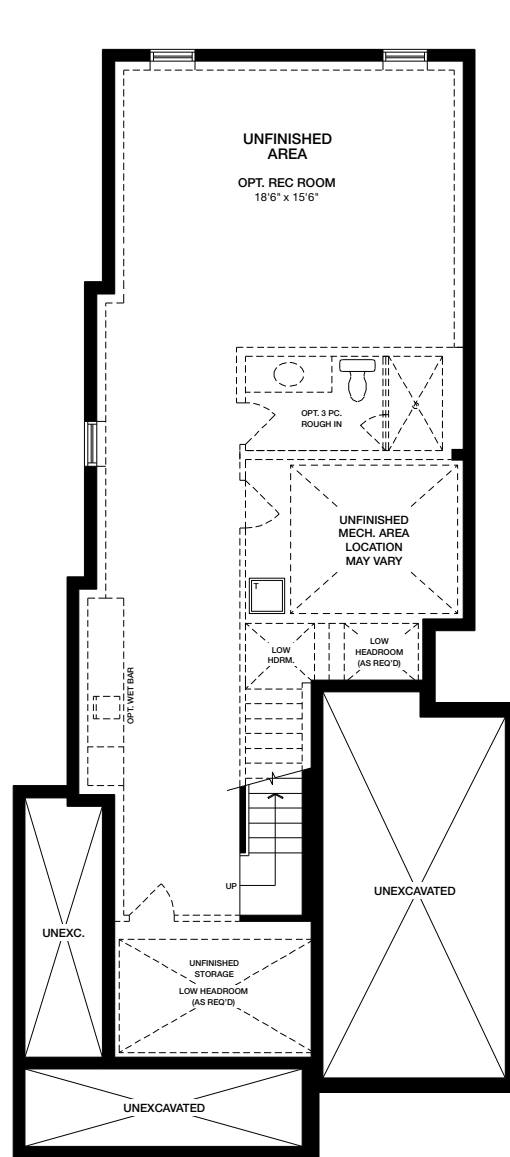 UNFINISHED
AREA
OPT. REC ROOM
18'6" x 15'6"
OPT. 3 PC.
ROUGH IN
UNFINISHED
MECH. AREA
LOCATION
MAY VARY
T
LOW
HDRM.
LOW
HEADROOM
(AS REQ'D)
OPT. WET BAR
UP
UNEXCAVATED
UNEXC.
UNFINISHED
STORAGE
LOW HEADROOM
(AS REQ'D)
UNEXCAVATED